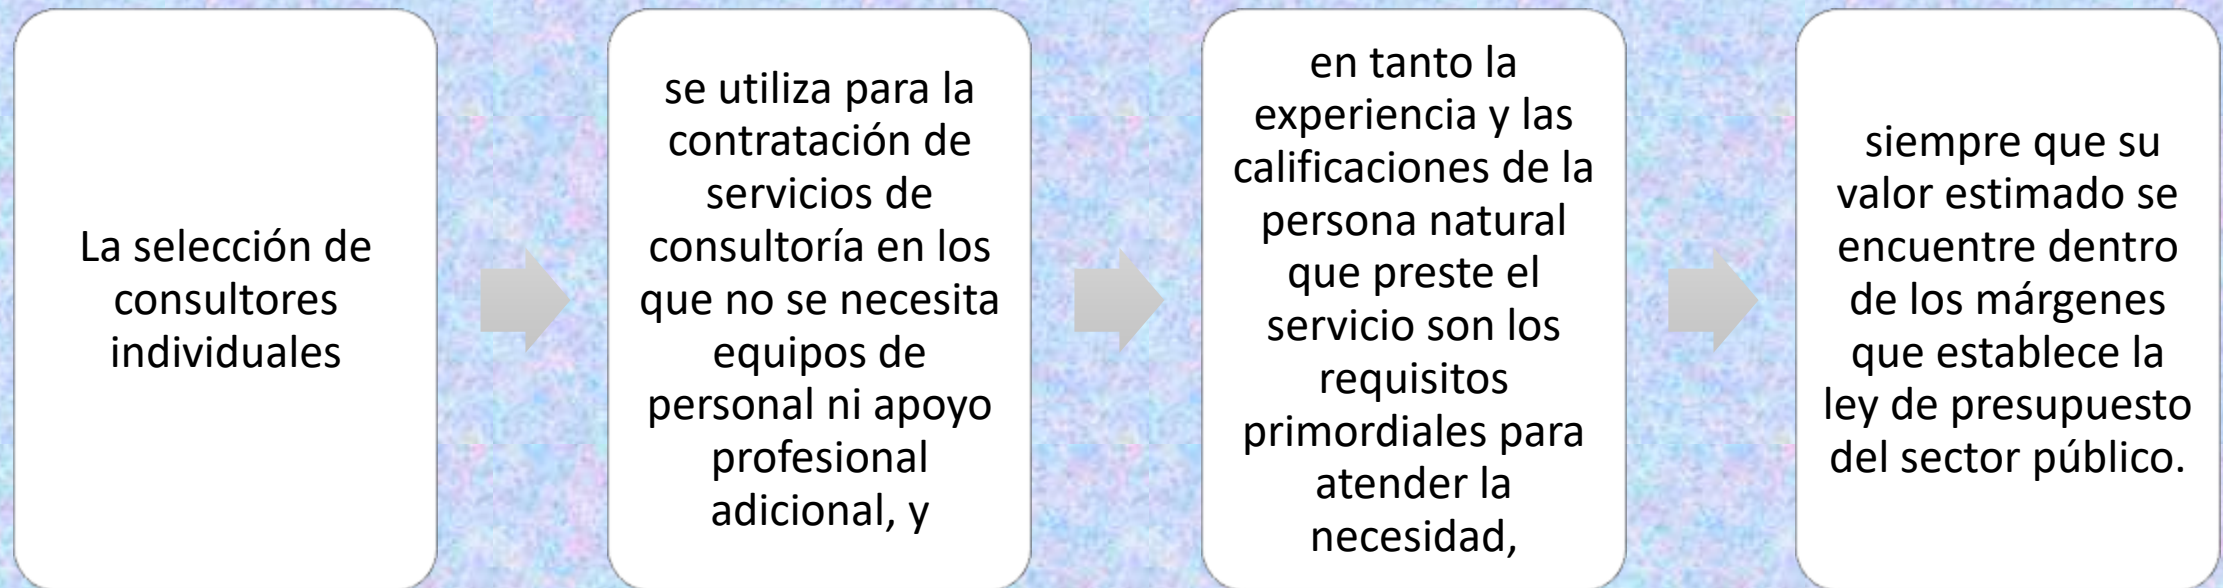 La selección de
consultores
individuales
se utiliza para la
contratación de
servicios de
consultoría en los
que no se necesita
equipos de
personal ni apoyo
profesional
adicional, y
en tanto la
experiencia y las
calificaciones de la
persona natural
que preste el
servicio son los
requisitos
primordiales para
atender la
necesidad,
siempre que su
valor estimado se
encuentre dentro
de los márgenes
que establece la
ley de presupuesto
del sector público.